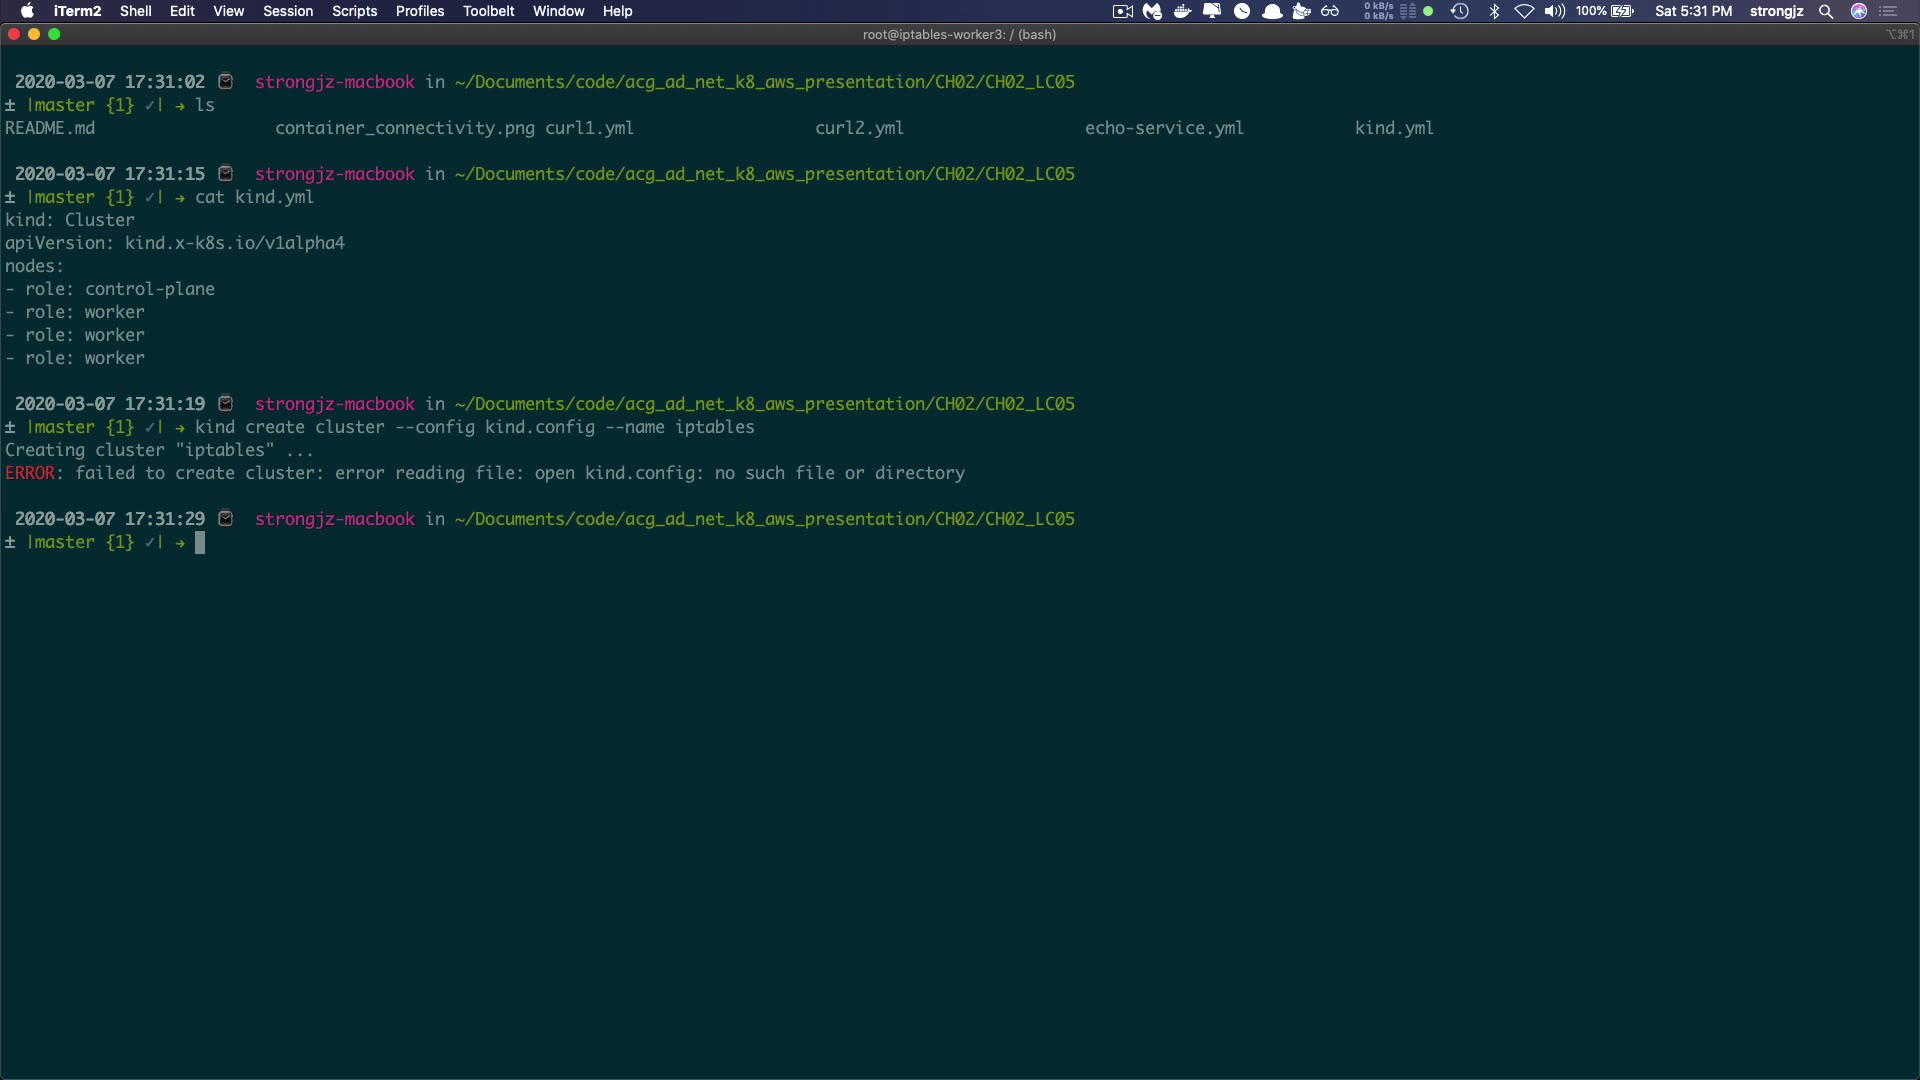 iTerm2 Shell Edit View Session Scripts Profiles Toolbelt Window Help 0 kB/s 0 kB/s 100% Sat 5:31 PM strongjz
root@iptables-worker3: / (bash) ⌥⌘1
2020-03-07 17:31:02 strongjz-macbook in ~/Documents/code/acg_ad_net_k8_aws_presentation/CH02/CH02_LC05
± |master {1} ✓| → ls
README.md container_connectivity.png curl1.yml curl2.yml echo-service.yml kind.yml
2020-03-07 17:31:15 strongjz-macbook in ~/Documents/code/acg_ad_net_k8_aws_presentation/CH02/CH02_LC05
± |master {1} ✓| → cat kind.yml
kind: Cluster
apiVersion: kind.x-k8s.io/v1alpha4
nodes:
- role: control-plane
- role: worker
- role: worker
- role: worker
2020-03-07 17:31:19 strongjz-macbook in ~/Documents/code/acg_ad_net_k8_aws_presentation/CH02/CH02_LC05
± |master {1} ✓| → kind create cluster --config kind.config --name iptables
Creating cluster "iptables" ...
ERROR: failed to create cluster: error reading file: open kind.config: no such file or directory
2020-03-07 17:31:29 strongjz-macbook in ~/Documents/code/acg_ad_net_k8_aws_presentation/CH02/CH02_LC05
± |master {1} ✓| →